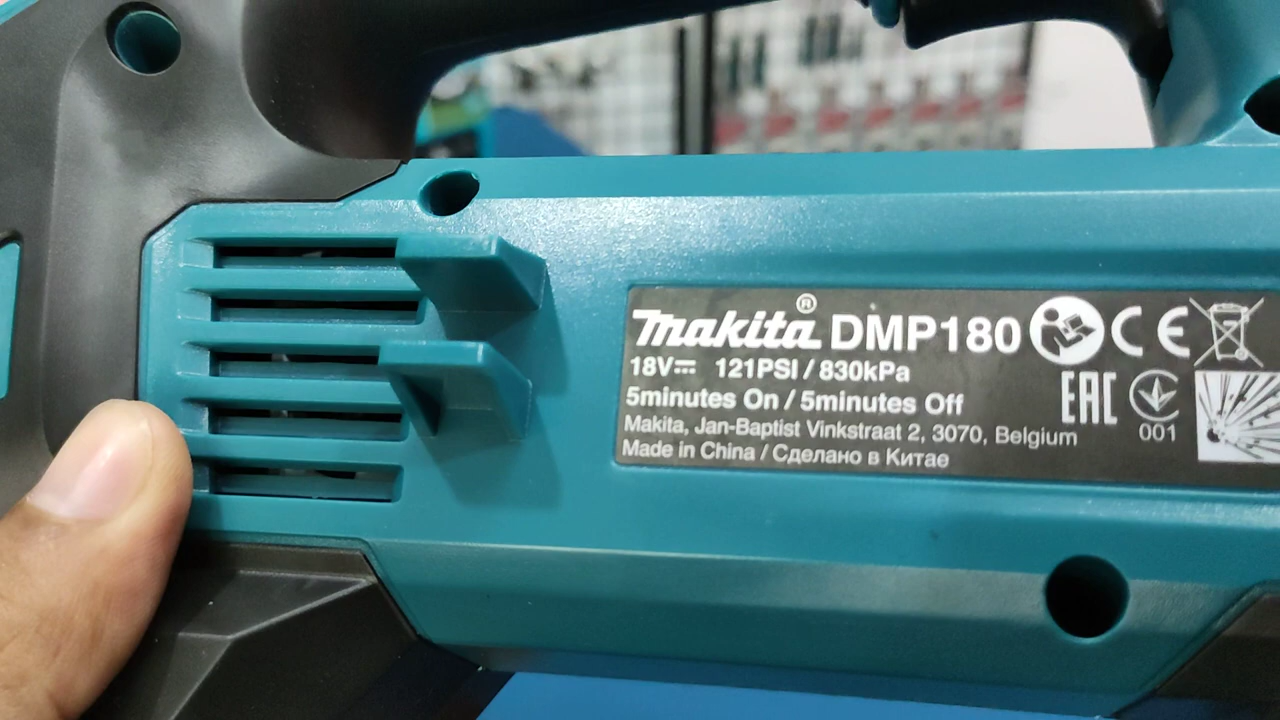 makita® DMP180 CE
18V⎓ 121PSI / 830kPa
5minutes On / 5minutes Off
EAC
001
Makita, Jan-Baptist Vinkstraat 2, 3070, Belgium
Made in China / Сделано в Китае